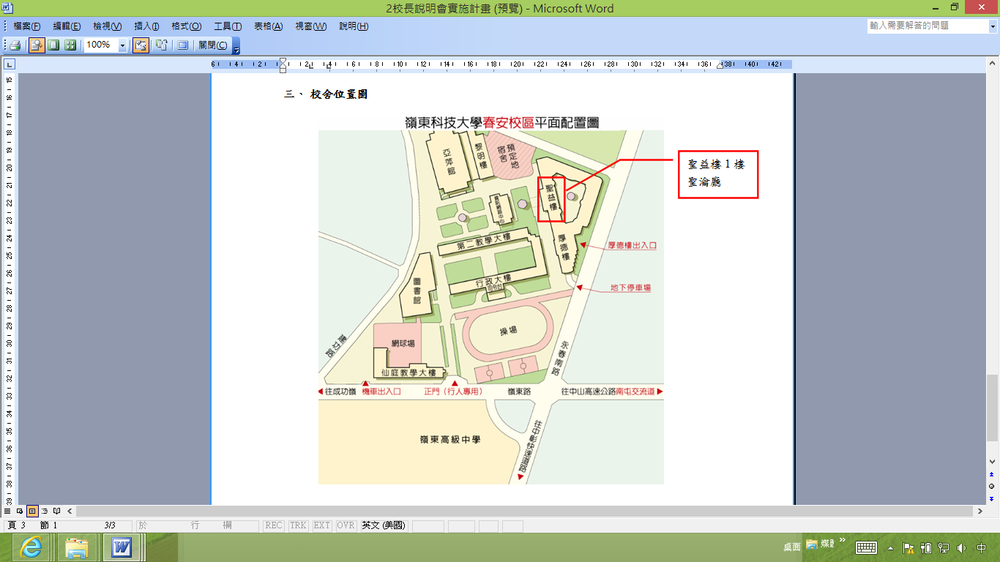 2校長說明會實施計畫 (預覽) - Microsoft Word
檔案(F) 編輯(E) 檢視(V) 插入(I) 格式(O) 工具(T) 表格(A) 視窗(W) 說明(H)
輸入需要解答的問題
100% 關閉(C)
三、 校舍位置圖
嶺東科技大學春安校區平面配置圖
亞萍館
黎明樓
預定地
宿舍
聖益樓1樓
聖淪廳
聖益樓
資訊網路中心
第二教學大樓
厚德樓
厚德樓出入口
行政大樓
司令台
圖書館
地下停車場
操場
網球場
建功路
永春南路
仙庭教學大樓
往成功嶺 機車出入口 正門（行人專用） 嶺東路 往中山高速公路南屯交流道
嶺東高級中學
往中彰快速道路
頁 3 節 1 3/3 於 行 欄 REC TRK EXT OVR 英文 (美國)
桌面 » 中